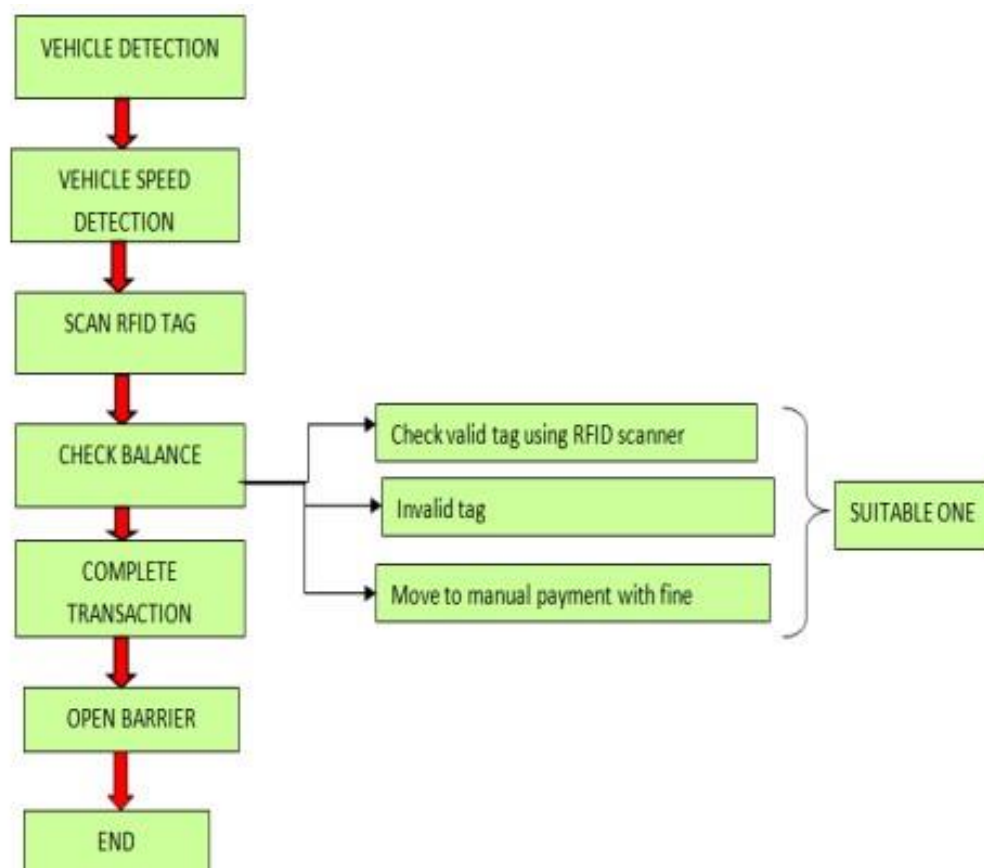 VEHICLE DETECTION
VEHICLE SPEED
DETECTION
SCAN RFID TAG
CHECK BALANCE
Check valid tag using RFID scanner
Invalid tag
Move to manual payment with fine
SUITABLE ONE
COMPLETE
TRANSACTION
OPEN BARRIER
END